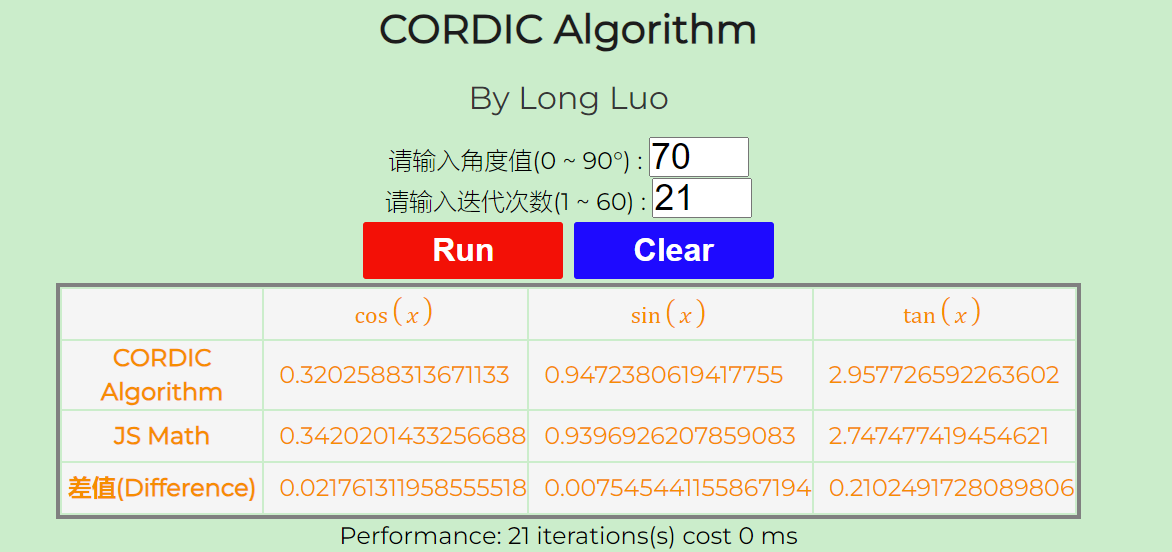 CORDIC Algorithm
By Long Luo
请输入角度值(0 ~ 90°) : 70
请输入迭代次数(1 ~ 60) : 21
Run Clear
cos(x) sin(x) tan(x)
CORDIC
Algorithm 0.3202588313671133 0.9472380619417755 2.957726592263602
JS Math 0.3420201433256688 0.9396926207859083 2.747477419454621
差值(Difference) 0.021761311958555518 0.007545441155867194 0.2102491728089806
Performance: 21 iterations(s) cost 0 ms